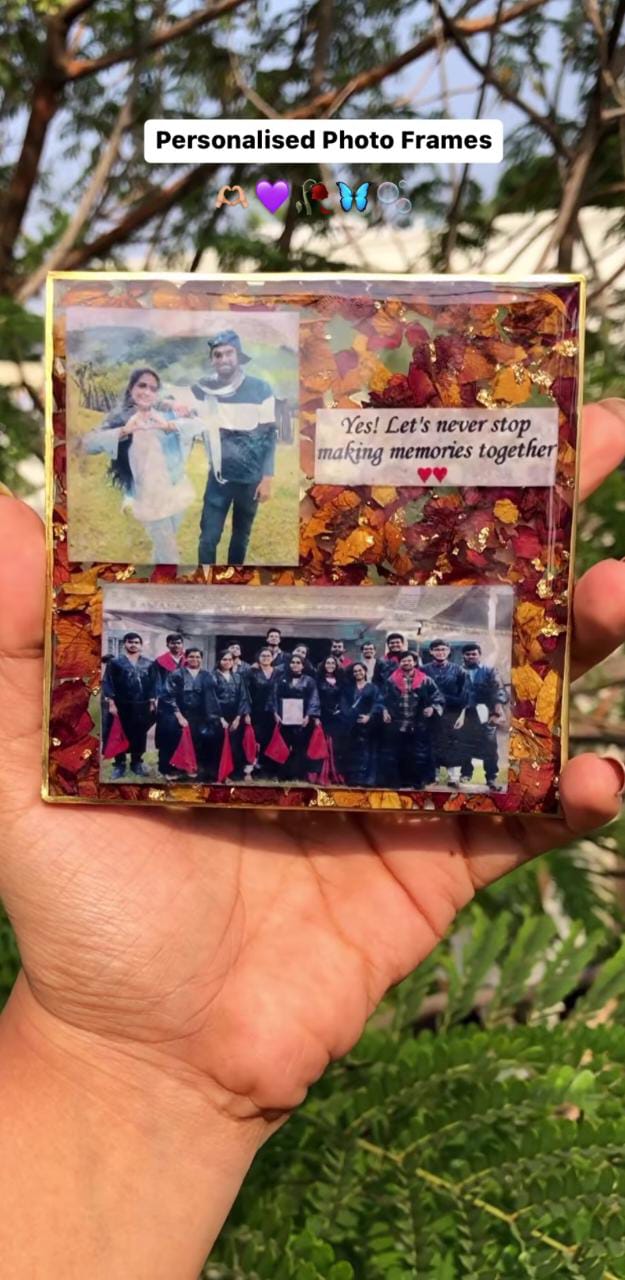 Personalised Photo Frames
🫶🏼💜🥀🦋🫧
Yes! Let's never stop
making memories together
♥♥